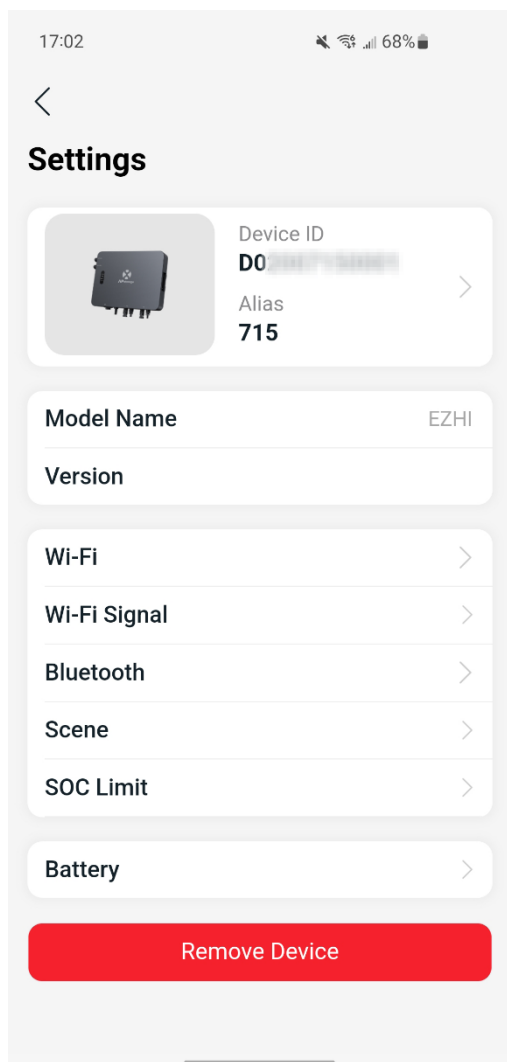 17:02
68%
Settings
Device ID
D0
Alias
715
Model Name
EZHI
Version
Wi-Fi
Wi-Fi Signal
Bluetooth
Scene
SOC Limit
Battery
Remove Device